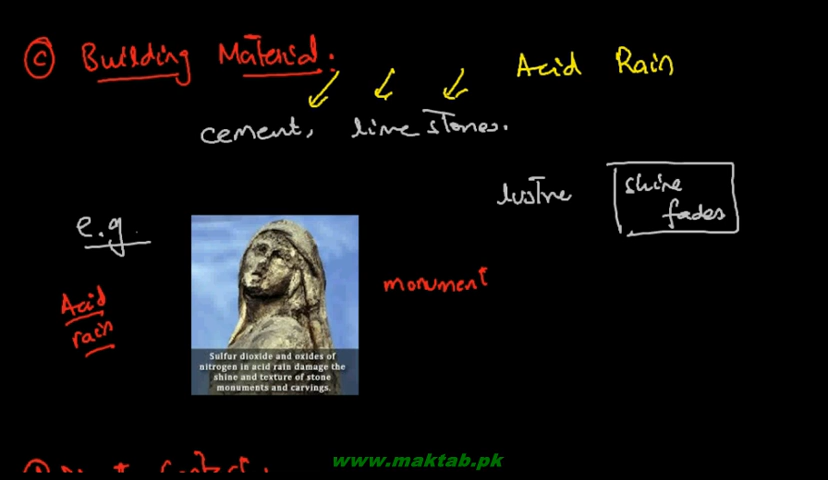 © Building Material: Acid Rain
cement, lime stones.
lustre shine
fades
e.g.
Acid
rain
monument
Sulfur dioxide and oxides of
nitrogen in acid rain damage the
shine and texture of stone
monuments and carvings.
www.maktab.pk